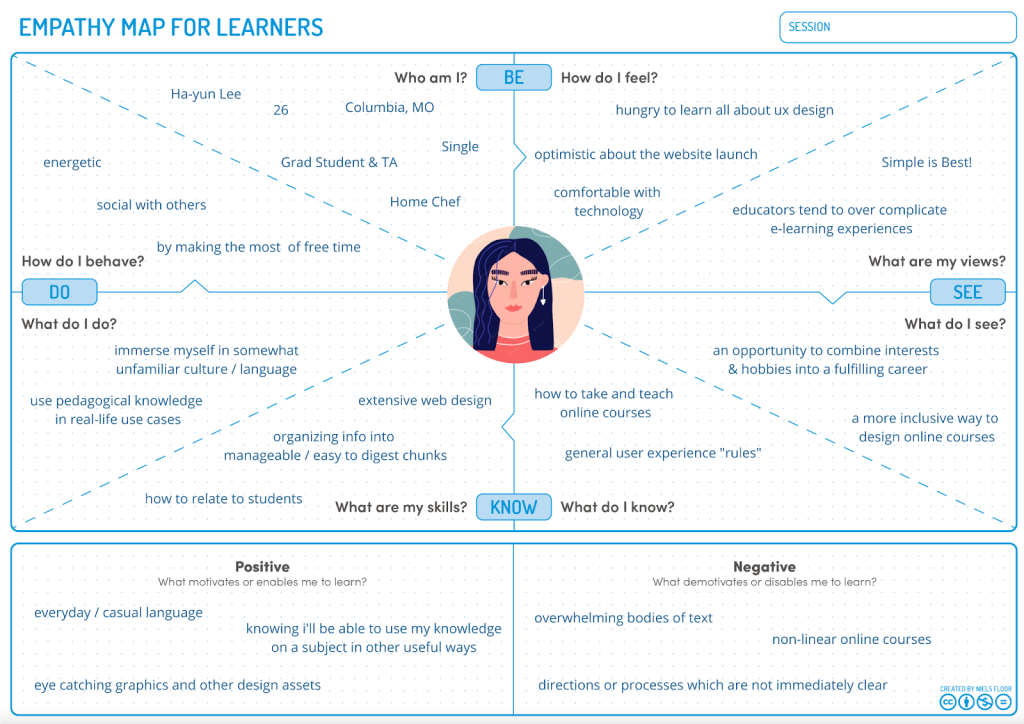 EMPATHY MAP FOR LEARNERS
SESSION
Who am I?
BE
How do I feel?
Ha-yun Lee
26
Columbia, MO
Single
Grad Student & TA
Home Chef
hungry to learn all about ux design
optimistic about the website launch
comfortable with
technology
energetic
social with others
by making the most of free time
How do I behave?
DO
What do I do?
Simple is Best!
educators tend to over complicate
e-learning experiences
What are my views?
SEE
What do I see?
immerse myself in somewhat
unfamiliar culture / language
use pedagogical knowledge
in real-life use cases
an opportunity to combine interests
& hobbies into a fulfilling career
a more inclusive way to
design online courses
extensive web design
organizing info into
manageable / easy to digest chunks
how to relate to students
What are my skills?
KNOW
What do I know?
how to take and teach
online courses
general user experience "rules"
Positive
What motivates or enables me to learn?
everyday / casual language
knowing i'll be able to use my knowledge
on a subject in other useful ways
eye catching graphics and other design assets
Negative
What demotivates or disables me to learn?
overwhelming bodies of text
non-linear online courses
directions or processes which are not immediately clear
CREATED BY NIELS FLOOR
cc